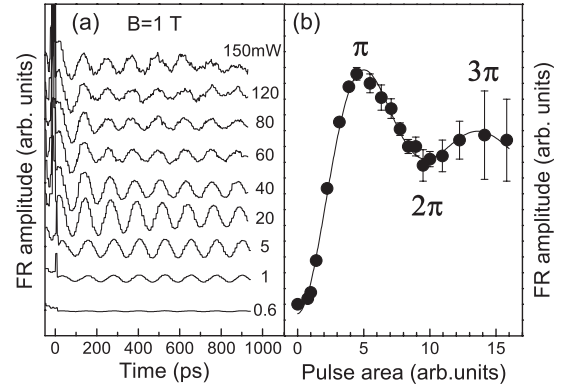 (a) B=1 T
150mW
120
80
60
40
20
5
1
0.6
FR amplitude (arb. units)
0 200 400 600 800 1000
Time (ps)
(b)
π
2π
3π
FR amplitude (arb. units)
0 5 10 15
Pulse area (arb.units)